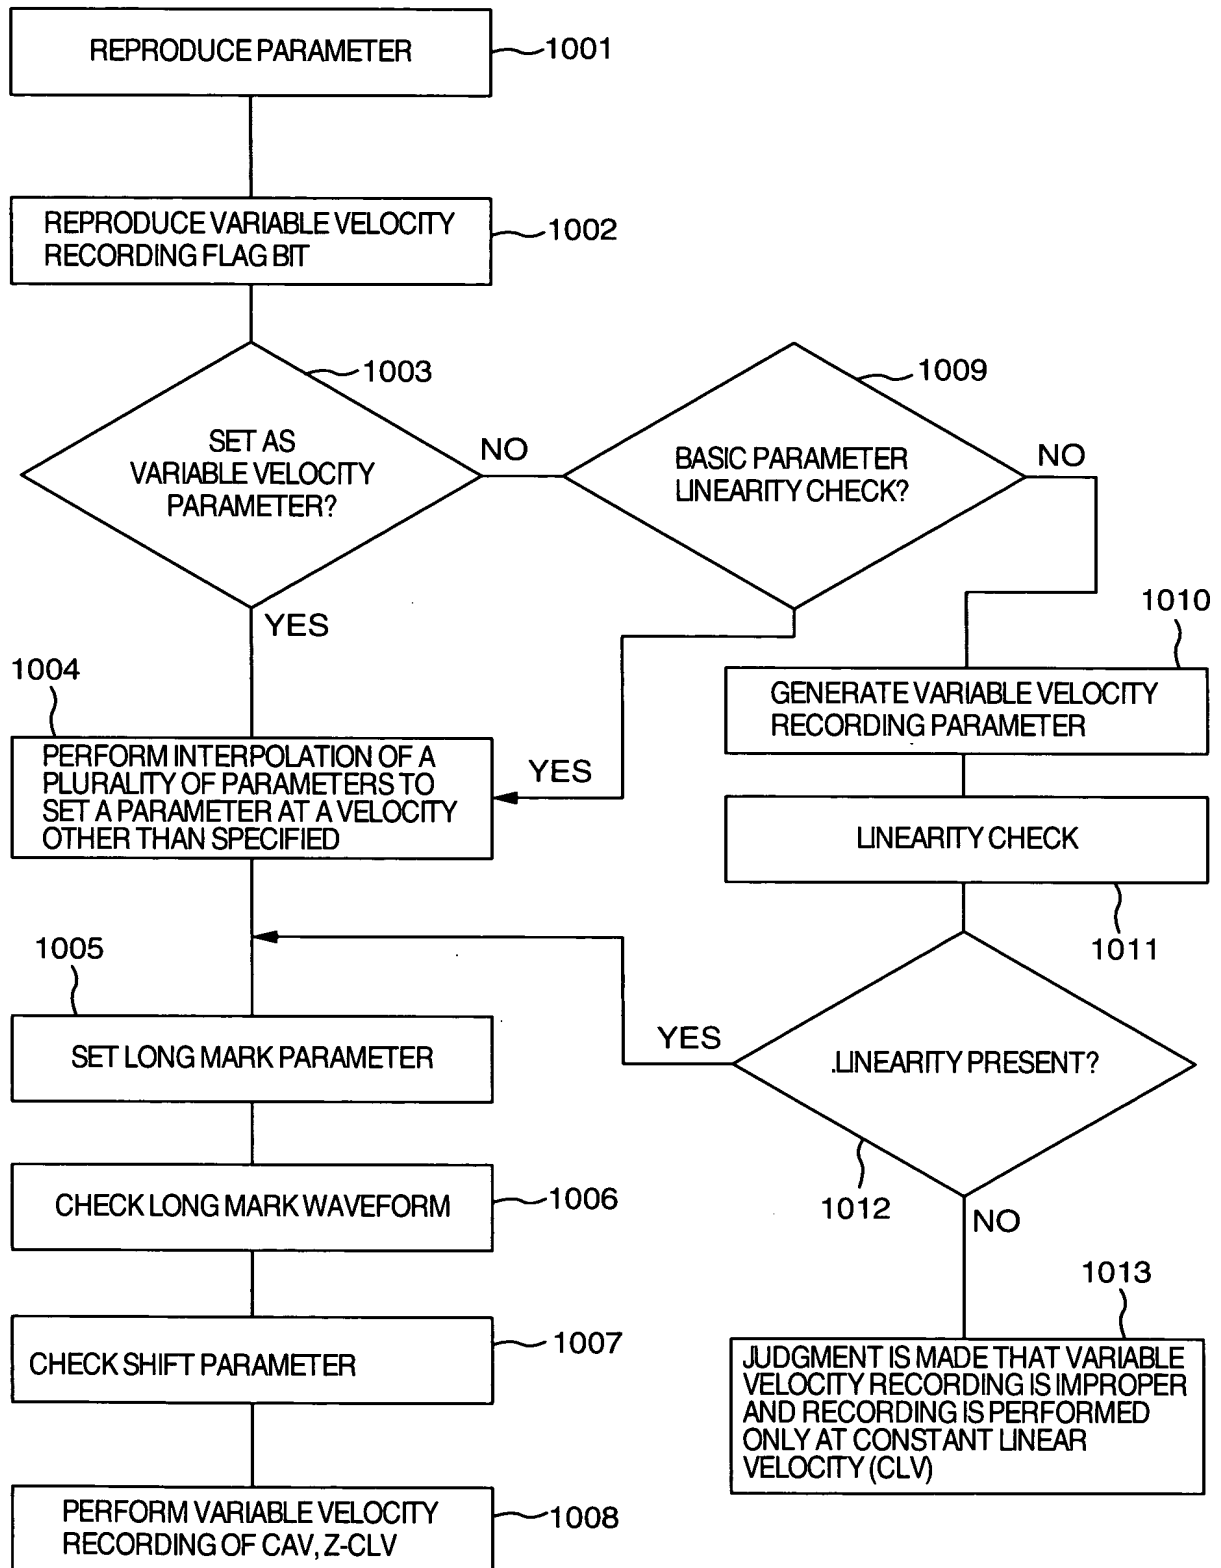 REPRODUCE PARAMETER
1001
REPRODUCE VARIABLE VELOCITY
RECORDING FLAG BIT
1002
1003
SET AS
VARIABLE VELOCITY
PARAMETER?
NO
YES
1009
BASIC PARAMETER
LINEARITY CHECK?
NO
YES
1004
PERFORM INTERPOLATION OF A
PLURALITY OF PARAMETERS TO
SET A PARAMETER AT A VELOCITY
OTHER THAN SPECIFIED
1010
GENERATE VARIABLE VELOCITY
RECORDING PARAMETER
LINEARITY CHECK
1011
1005
SET LONG MARK PARAMETER
YES
LINEARITY PRESENT?
1012
NO
CHECK LONG MARK WAVEFORM
1006
CHECK SHIFT PARAMETER
1007
1013
JUDGMENT IS MADE THAT VARIABLE
VELOCITY RECORDING IS IMPROPER
AND RECORDING IS PERFORMED
ONLY AT CONSTANT LINEAR
VELOCITY (CLV)
PERFORM VARIABLE VELOCITY
RECORDING OF CAV, Z-CLV
1008